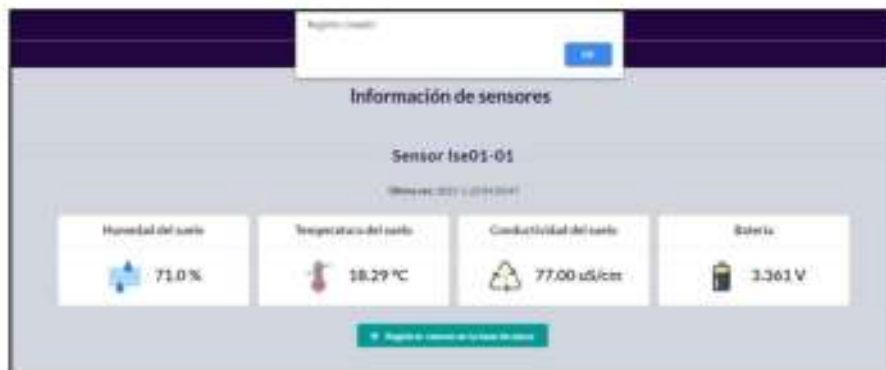 Información de sensores
Sensor lse01-01
Humedad del suelo
71.0 %
Temperatura del suelo
18.29 °C
Conductividad del suelo
77.00 uS/cm
Batería
3.361 V